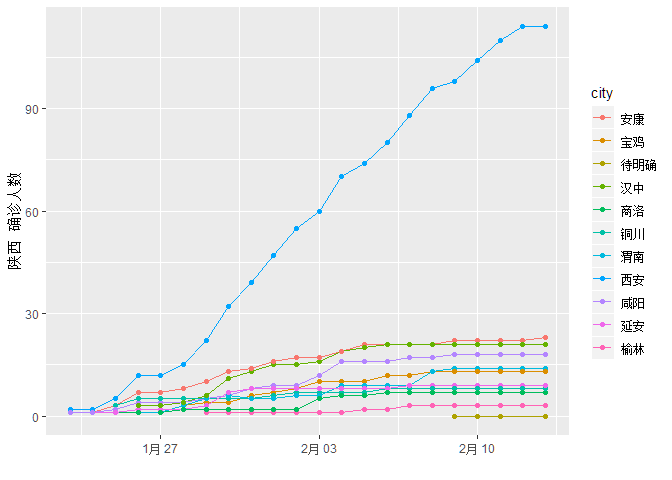 陕西 确诊人数
90
60
30
0
1月 27
2月 03
2月 10
city
安康
宝鸡
待明确
汉中
商洛
铜川
渭南
西安
咸阳
延安
榆林